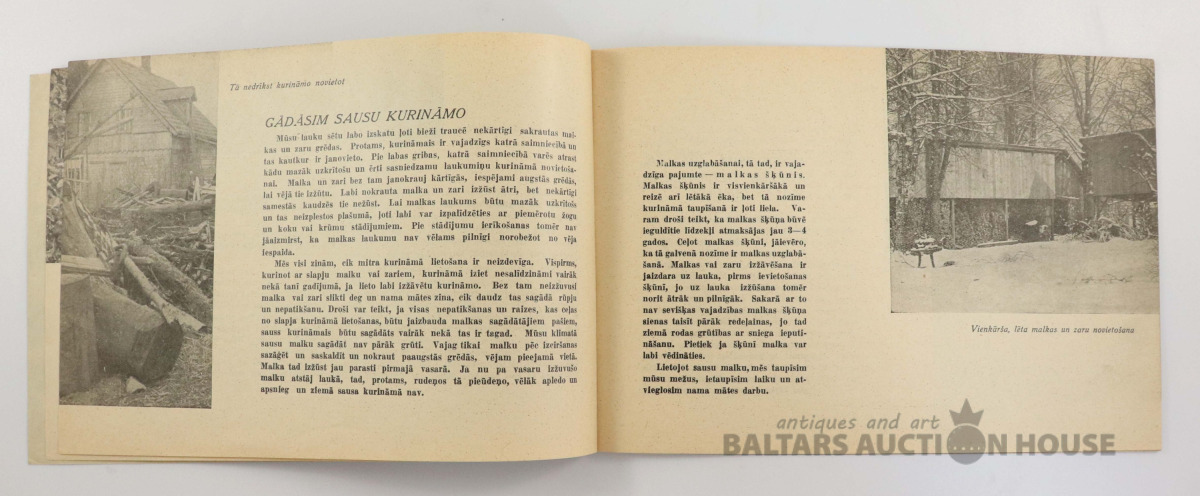 Tā nedrīkst kurināmo novietot
GĀDĀSIM SAUSU KURINĀMO
Mūsu lauku sētu labo izskatu ļoti bieži traucē nekārtīgi sakrautas malkas un zaru grēdas. Protams, kurināmais ir vajadzīgs katrā saimniecībā un
tas kautkur ir janovieto. Pie labas gribas, katrā saimniecībā varēs atrast
kādu mazāk uzkrītošu un ērti sasniedzamu laukumiņu kurināmā novietošanai.
Malka un zari bez tam janokrauj kārtīgās, iespējami augstās grēdās,
lai vējā tie izžūtu. Labi nokrauta malka un zari izžūst ātri, bet nekārtīgi
samestās kaudzēs tie nežūst. Lai malkas laukums būtu mazāk uzkrītošs
un tas neizplestos plašumā, ļoti labi var izpalīdzēties ar piemērotu žogu
un koku vai krūmu stādījumiem. Pie stādījumu ierīkošanas tomēr nav
jāaizmirst, ka malkas laukumu nav vēlams pilnīgi norobežot no vēja
iespaida.
Mēs visi zinām, cik mitra kurināmā lietošana ir neizdevīga. Vispirms,
kurinot ar slapju malku vai zariem, kurināmā iziet nesalīdzināmi vairāk
nekā tanī gadījumā, ja lieto labi izžāvētu kurināmo. Bez tam neizžuvusi
malka vai zari slikti deg un nama mātes zina, cik daudz tas sagādā rūpju
un nepatikšanu. Droši var teikt, ja visas nepatikšanas un raizes, kas ceļas
no slapja kurināmā lietošanas, būtu jaizbauda malkas sagādātājiem pašiem,
sauss kurināmais būtu sagādāts vairāk nekā tas ir tagad. Mūsu klimatā
sausu malku sagādāt nav pārāk grūti. Vajag tikai malku pēc izciršanas
sazāģēt un saskaldīt un nokraut paaugstās grēdās, vējam pieejamā vietā.
Malka tad izžūst jau parasti pirmajā vasarā. Ja nu pa vasaru izžuvušo
malku atstāj laukā, tad, protams, rudeņos tā pieūdeņo, vēlāk apledo un
apsnieg un ziemā sausa kurināmā nav.
Malkas uzglabāšanai, tā tad, ir vaja-
dzīga pajumte — malkas šķūnis.
Malkas šķūnis ir visvienkāršākā un
reizē arī lētākā ēka, bet tā nozīme
kurināmā taupīšanā ir ļoti liela. Va-
ram droši teikt, ka malkas šķūņa būvē
ieguldītie līdzekļi atmaksājas jau 3—4
gados. Ceļot malkas šķūni, jāievēro,
ka tā galvenā nozīme ir malkas uzglabā-
šanā. Malkas vai zaru izžāvēšana ir
jaizdara uz lauka, pirms ievietošanas
šķūnī, jo uz lauka izžūšana tomēr
norit ātrāk un pilnīgāk. Sakarā ar to
nav sevišķas vajadzības malkas šķūņa
sienas taisīt pārāk redeļainas, jo tad
ziemā rodas grūtības ar sniega ieputi-
nāšanu. Pietiek ja šķūnī malka var
labi vēdināties.
Lietojot sausu malku, mēs taupīsim
mūsu mežus, ietaupīsim laiku un at-
vieglosim nama mātes darbu.
Vienkārša, lēta malkas un zaru novietošana
antiques and art
BALTARS AUCTION HOUSE